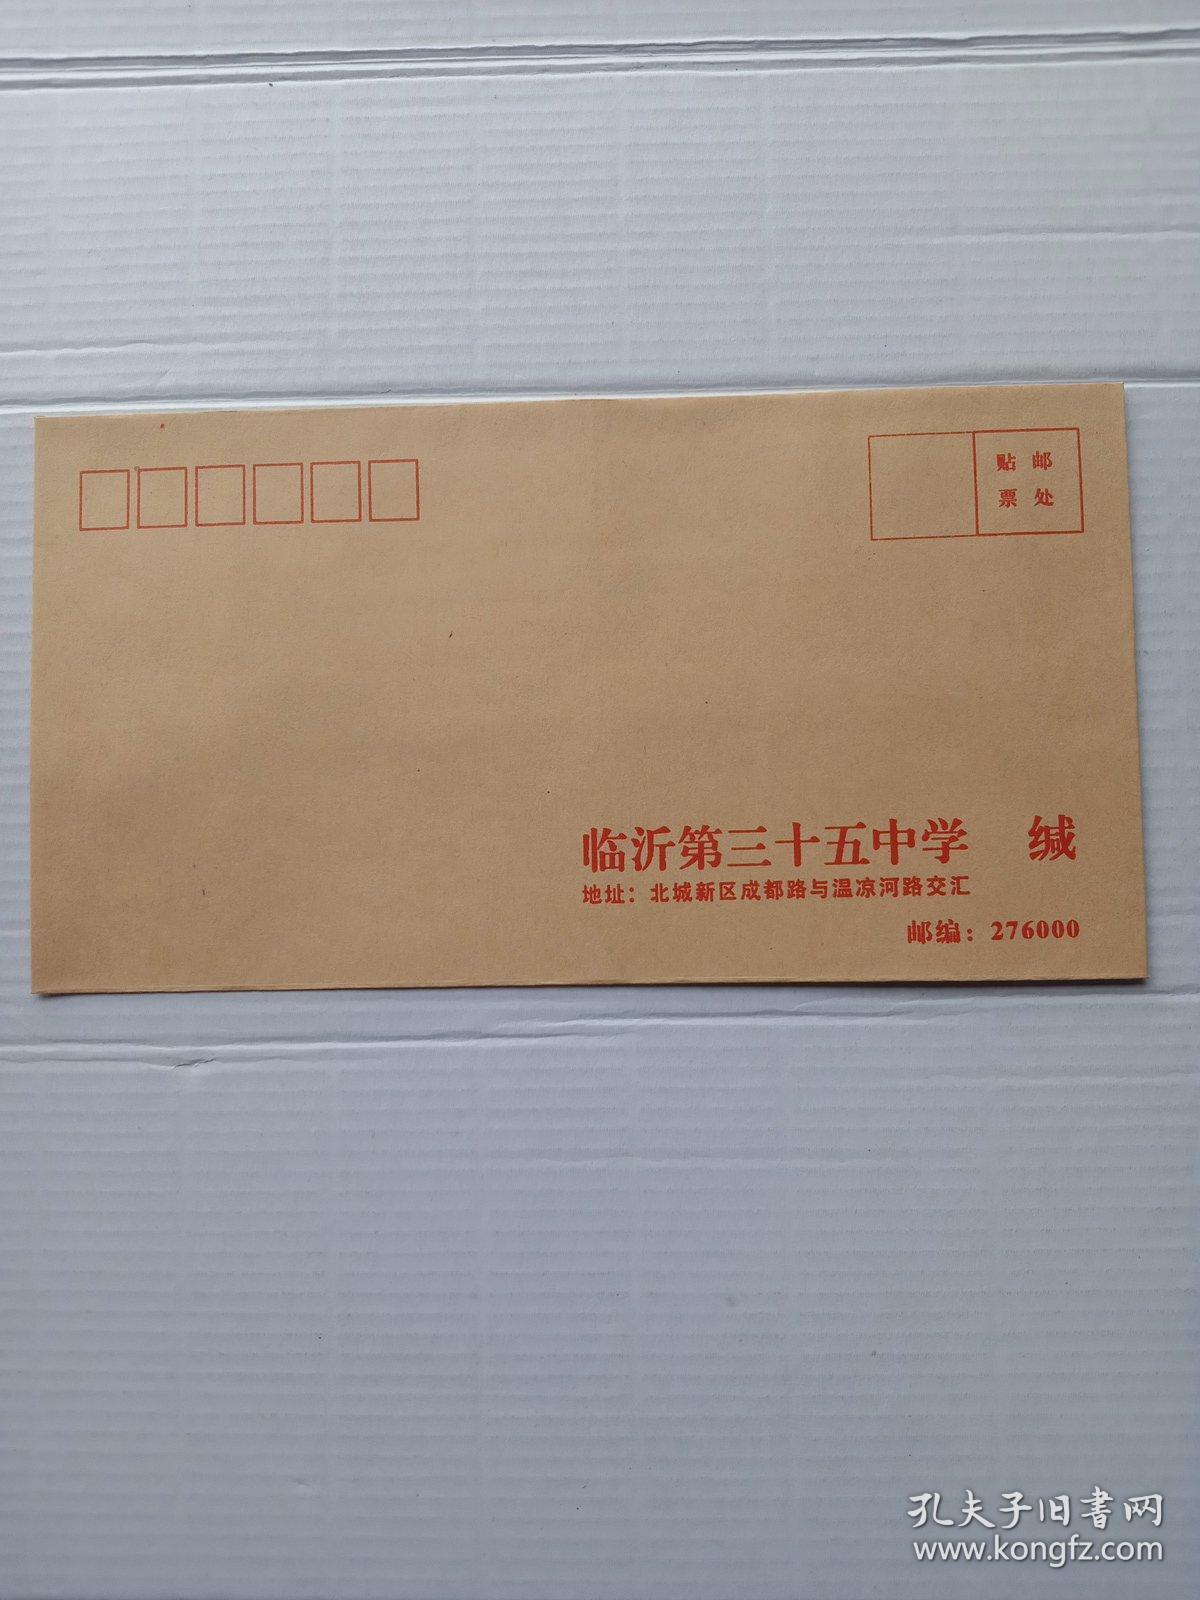 贴邮
票处
临沂第三十五中学 缄
地址：北城新区成都路与温凉河路交汇
邮编：276000
孔夫子旧书网
www.kongfz.com